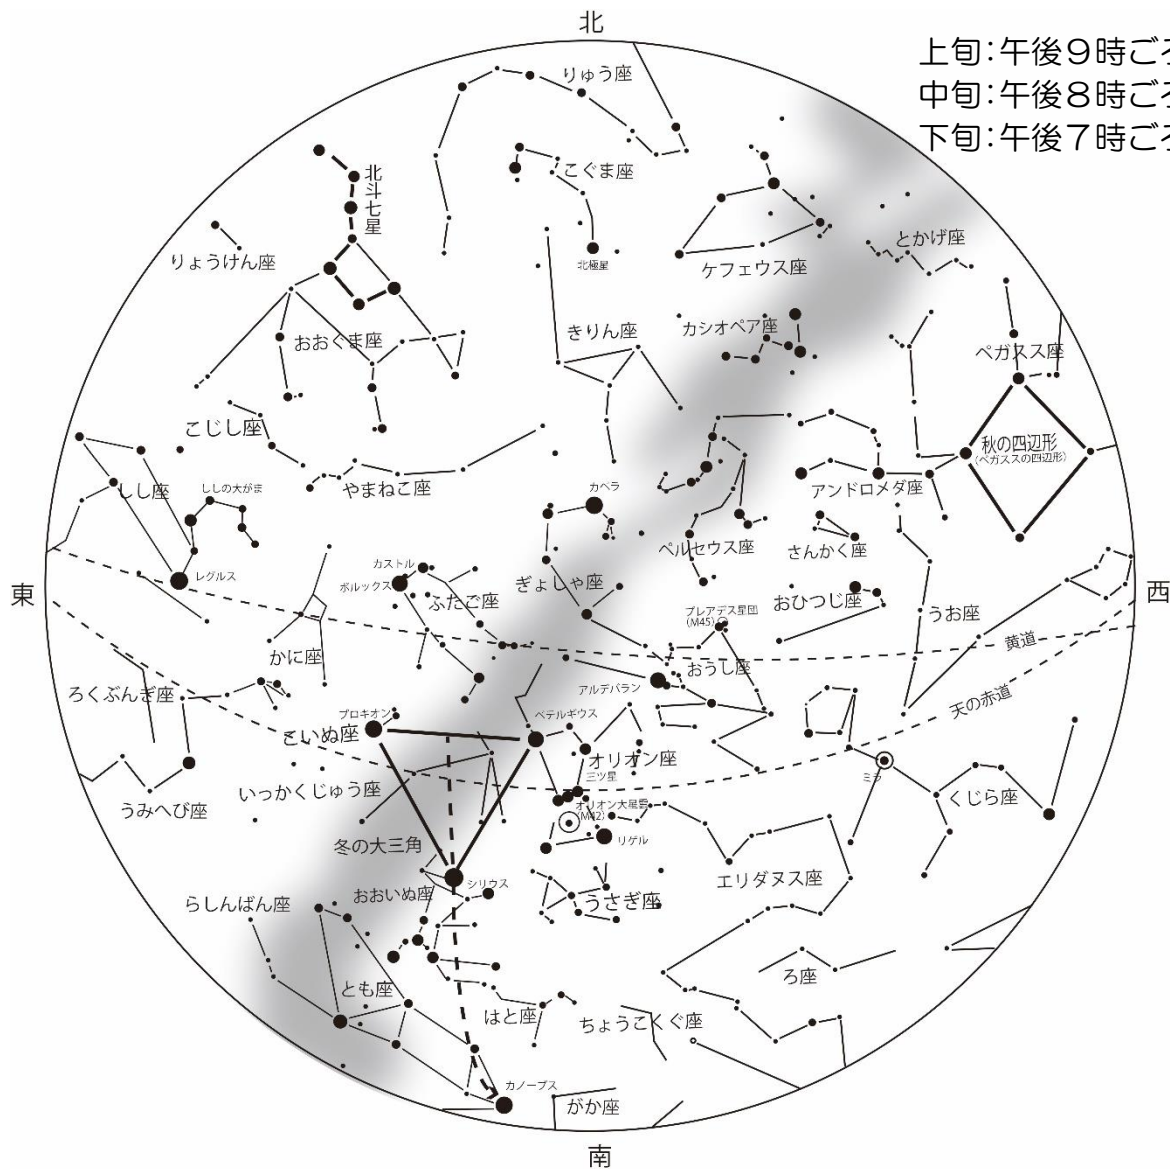 北
上旬：午後９時ご
中旬：午後８時ご
下旬：午後７時ご
りゅう座
こぐま座
北斗七星
りょうけん座
北極星
ケフェウス座
とかげ座
おおぐま座
きりん座
カシオペア座
ペガスス座
こじし座
秋の四辺形
（ペガススの四辺形）
しし座
ししの大がま
やまねこ座
カペラ
アンドロメダ座
ペルセウス座
さんかく座
レグルス
カストル
ポルックス
ふたご座
ぎょしゃ座
東
西
おひつじ座
プレアデス星団
（M45）
うお座
かに座
おうし座
黄道
ろくぶんぎ座
アルデバラン
天の赤道
プロキオン
こいぬ座
ベテルギウス
オリオン座
三ツ星
ミラ
うみへび座
いっかくじゅう座
オリオン大星雲
（M42）
くじら座
冬の大三角
リゲル
おおいぬ座
シリウス
うさぎ座
エリダヌス座
らしんばん座
とも座
ろ座
はと座
ちょうこくぐ座
カノープス
がか座
南